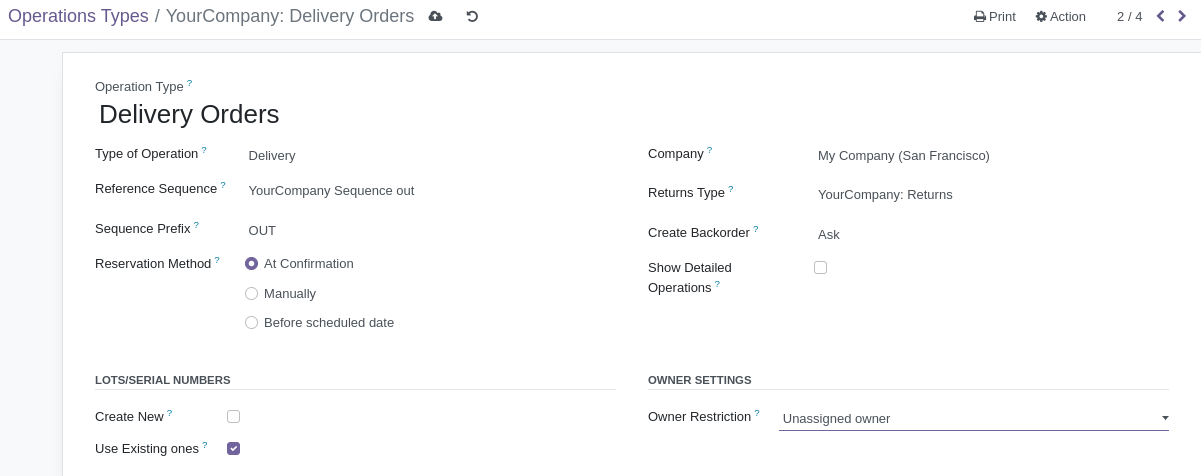 Operations Types / YourCompany: Delivery Orders
Print Action 2 / 4
Operation Type ?
Delivery Orders
Type of Operation ? Delivery
Reference Sequence ? YourCompany Sequence out
Sequence Prefix ? OUT
Reservation Method ? At Confirmation
Manually
Before scheduled date
Company ? My Company (San Francisco)
Returns Type ? YourCompany: Returns
Create Backorder ? Ask
Show Detailed
Operations ?
LOTS/SERIAL NUMBERS
Create New ?
Use Existing ones ?
OWNER SETTINGS
Owner Restriction ? Unassigned owner